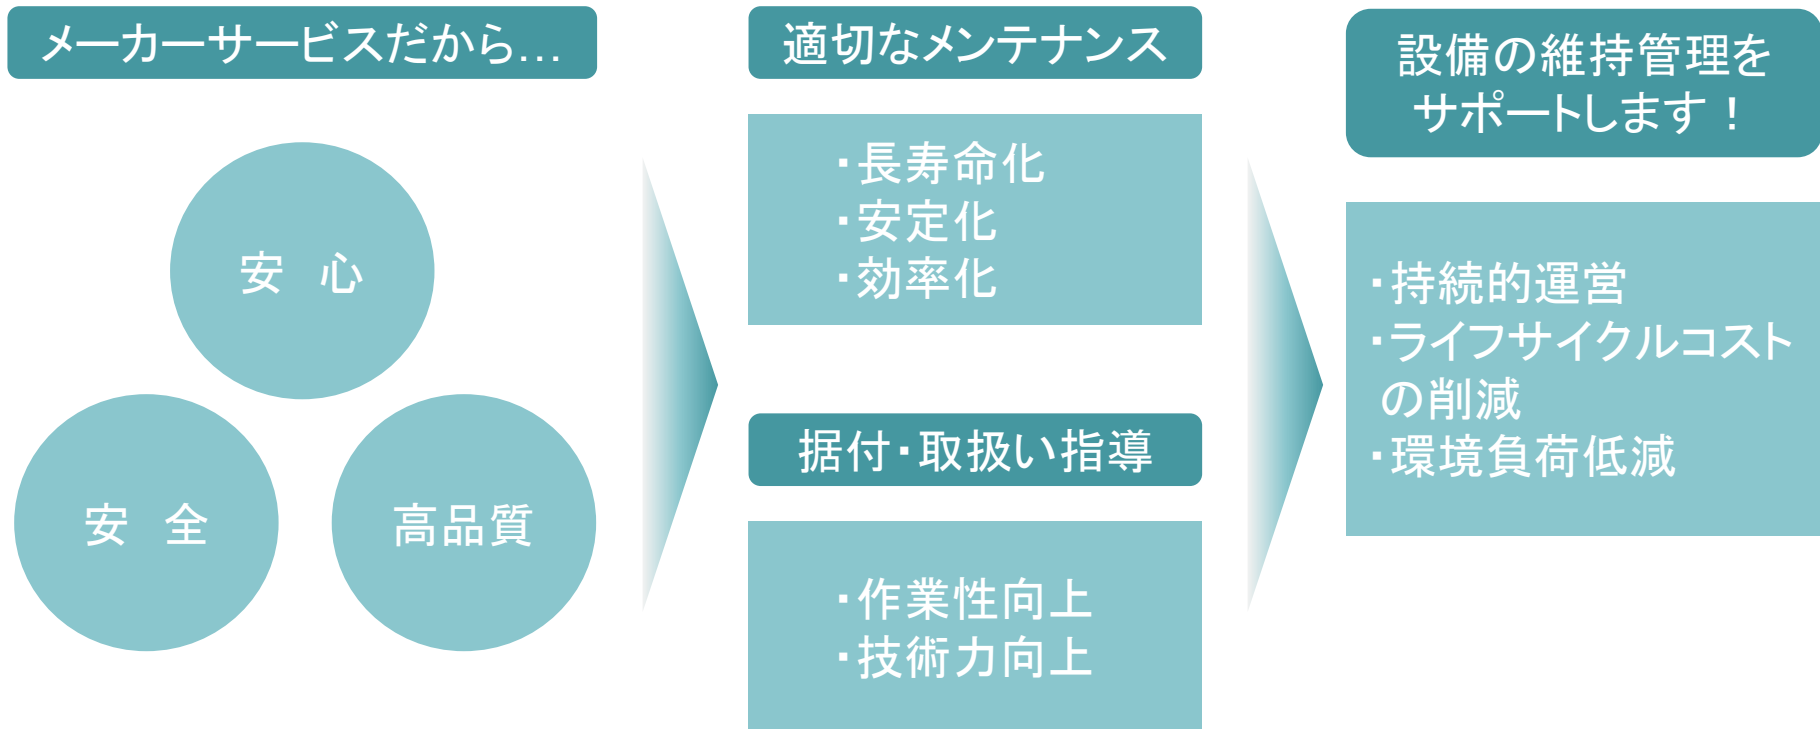 メーカーサービスだから…
安　心
安　全
高品質
適切なメンテナンス
・長寿命化
・安定化
・効率化
据付・取扱い指導
・作業性向上
・技術力向上
設備の維持管理を
サポートします！
・持続的運営
・ライフサイクルコスト
の削減
・環境負荷低減